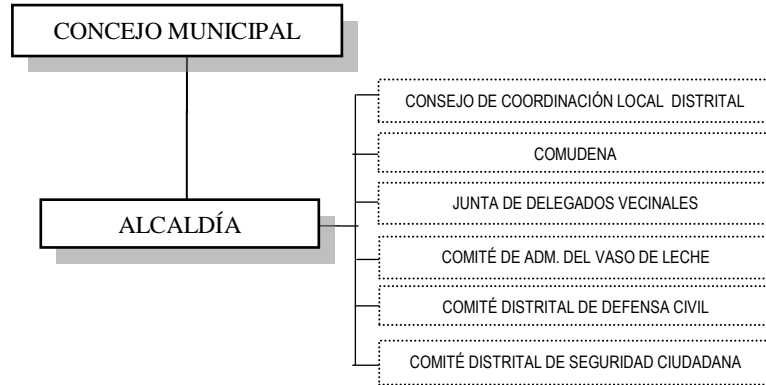 CONCEJO MUNICIPAL
CONSEJO DE COORDINACIÓN LOCAL DISTRITAL
COMUDENA
JUNTA DE DELEGADOS VECINALES
ALCALDÍA
COMITÉ DE ADM. DEL VASO DE LECHE
COMITÉ DISTRITAL DE DEFENSA CIVIL
COMITÉ DISTRITAL DE SEGURIDAD CIUDADANA